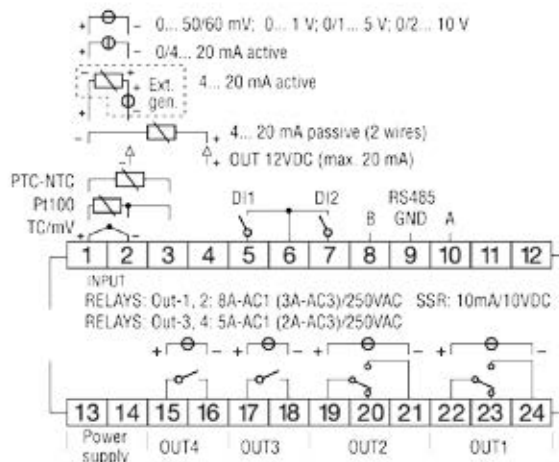 + - 0... 50/60 mV; 0... 1 V; 0/1... 5 V; 0/2... 10 V
+ - 0/4... 20 mA active
- + Ext. gen. 4... 20 mA active
+ -
- + 4... 20 mA passive (2 wires)
- + OUT 12VDC (max. 20 mA)
PTC-NTC
Pt100
TC/mV + -
DI1 DI2 RS485
B GND A
1 2 3 4 5 6 7 8 9 10 11 12
INPUT
RELAYS: Out-1, 2: 8A-AC1 (3A-AC3)/250VAC SSR: 10mA/10VDC
RELAYS: Out-3, 4: 5A-AC1 (2A-AC3)/250VAC
+ - + - + - + -
13 14 15 16 17 18 19 20 21 22 23 24
Power supply OUT4 OUT3 OUT2 OUT1